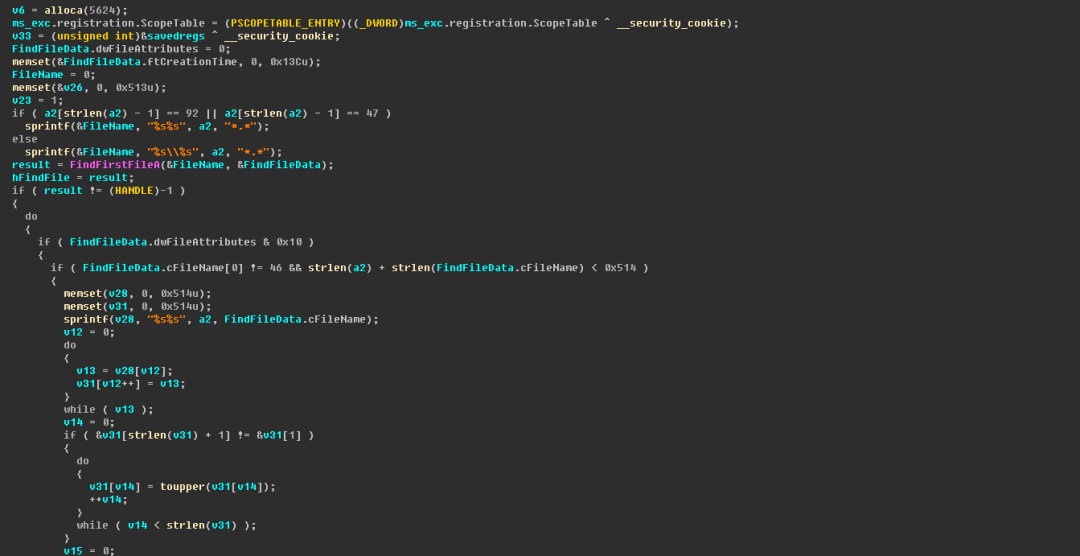 v6 = alloca(5624);
ms_exc.registration.ScopeTable = (PSCOPETABLE_ENTRY)((_DWORD)ms_exc.registration.ScopeTable ^ __security_cookie);
v33 = (unsigned int)&savedregs ^ __security_cookie;
FindFileData.dwFileAttributes = 0;
memset(&FindFileData.ftCreationTime, 0, 0x13Cu);
FileName = 0;
memset(&v26, 0, 0x513u);
v23 = 1;
if ( a2[strlen(a2) - 1] == 92 || a2[strlen(a2) - 1] == 47 )
  sprintf(&FileName, "%s%s", a2, "*.*");
else
  sprintf(&FileName, "%s\\%s", a2, "*.*");
result = FindFirstFileA(&FileName, &FindFileData);
hFindFile = result;
if ( result != (HANDLE)-1 )
{
  do
  {
    if ( FindFileData.dwFileAttributes & 0x10 )
    {
      if ( FindFileData.cFileName[0] != 46 && strlen(a2) + strlen(FindFileData.cFileName) < 0x514 )
      {
        memset(v28, 0, 0x514u);
        memset(v31, 0, 0x514u);
        sprintf(v28, "%s%s", a2, FindFileData.cFileName);
        v12 = 0;
        do
        {
          v13 = v28[v12];
          v31[v12++] = v13;
        }
        while ( v13 );
        v14 = 0;
        if ( &v31[strlen(v31) + 1] != &v31[1] )
        {
          do
          {
            v31[v14] = toupper(v31[v14]);
            ++v14;
          }
          while ( v14 < strlen(v31) );
        }
        v15 = 0;